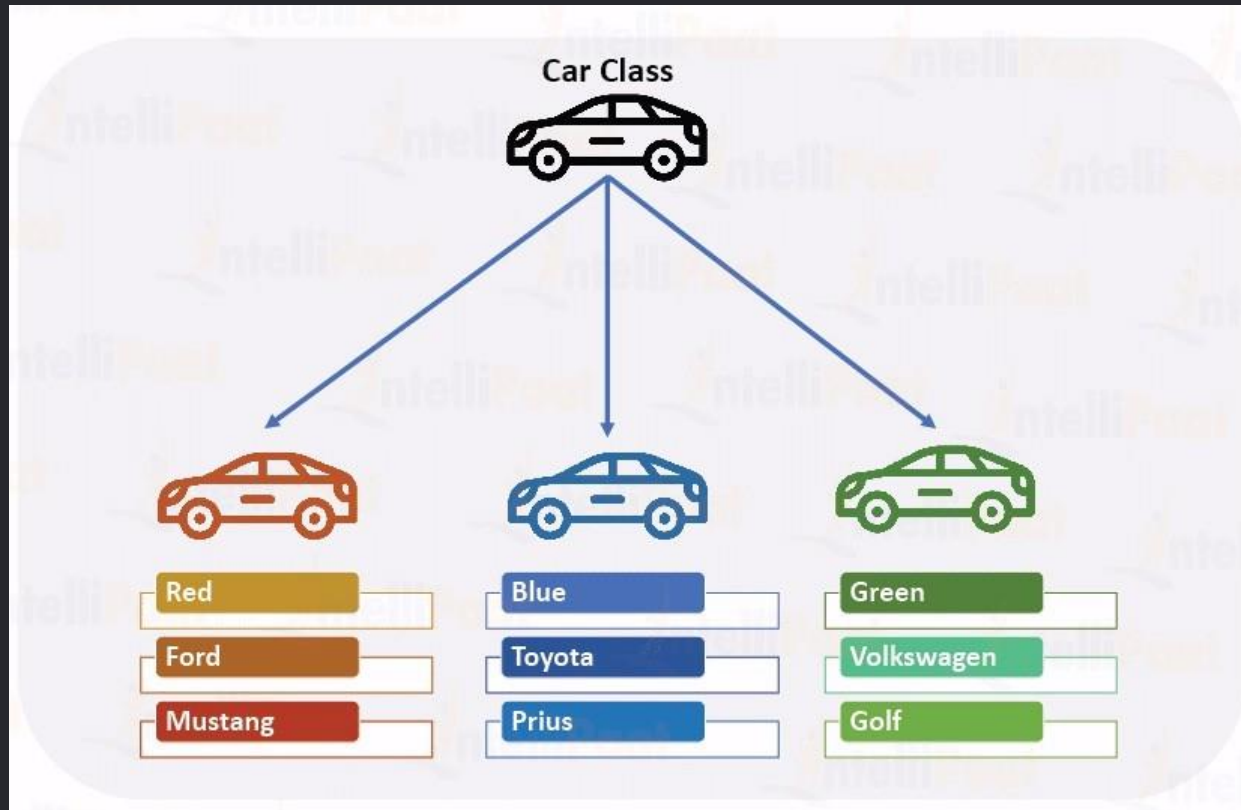 Car Class
Red
Ford
Mustang
Blue
Toyota
Prius
Green
Volkswagen
Golf